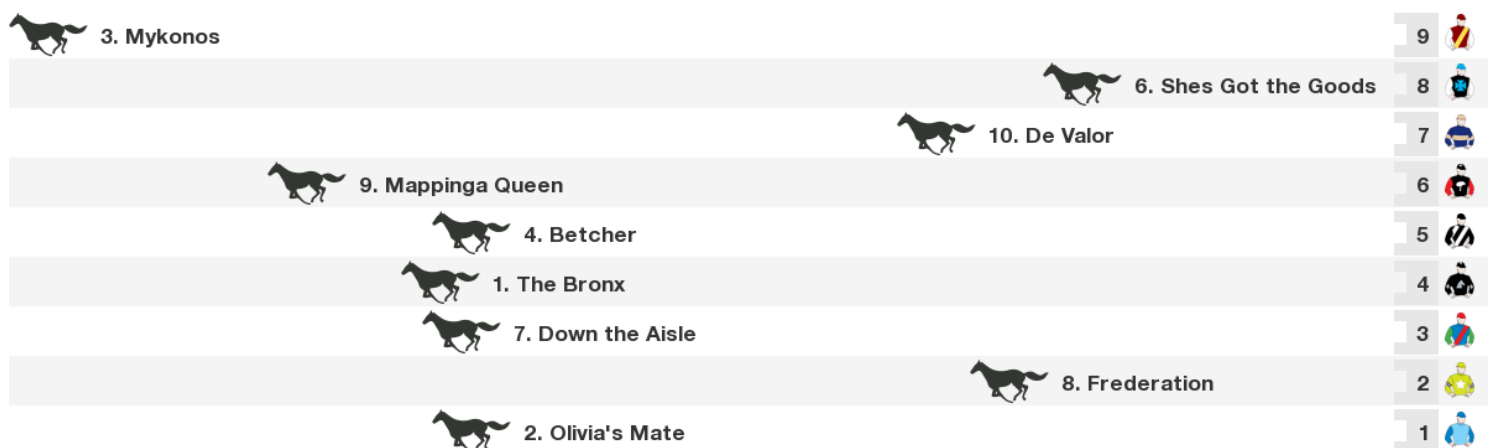 3. Mykonos 9
6. Shes Got the Goods 8
10. De Valor 7
9. Mappinga Queen 6
4. Betcher 5
1. The Bronx 4
7. Down the Aisle 3
8. Frederation 2
2. Olivia's Mate 1